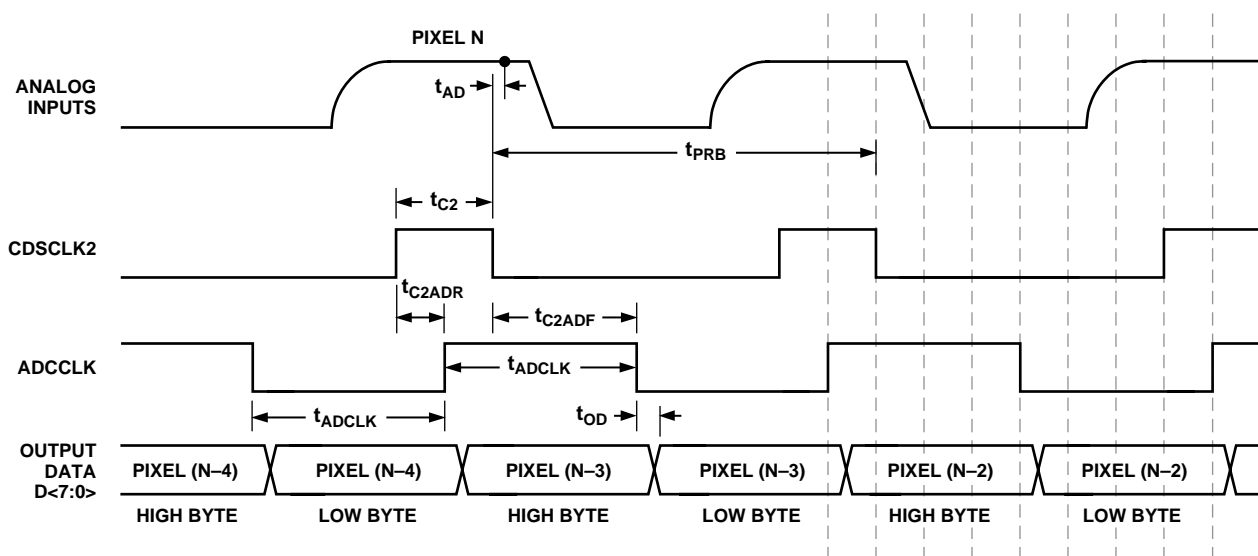 PIXEL N
ANALOG
INPUTS
tAD
tPRB
tC2
CDSCLK2
tC2ADR
tC2ADF
ADCCLK
tADCLK
tADCLK
tOD
OUTPUT
DATA
D<7:0>
PIXEL (N–4)
PIXEL (N–4)
PIXEL (N–3)
PIXEL (N–3)
PIXEL (N–2)
PIXEL (N–2)
HIGH BYTE
LOW BYTE
HIGH BYTE
LOW BYTE
HIGH BYTE
LOW BYTE